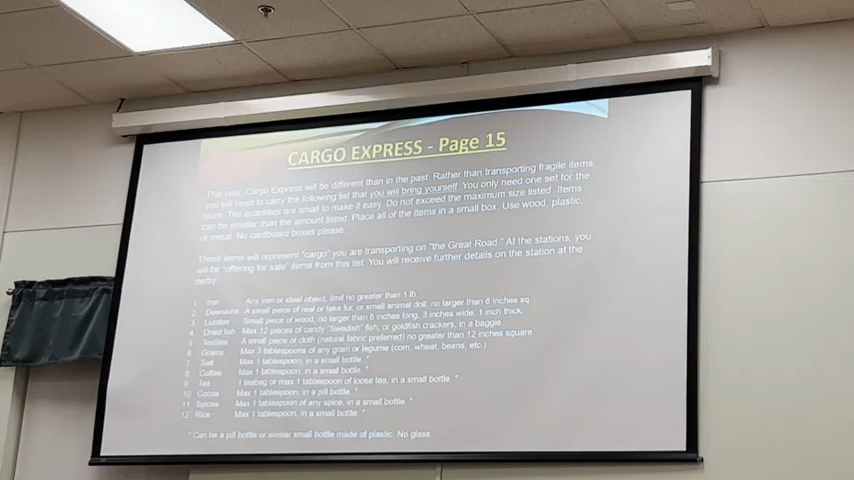 CARGO EXPRESS - Page 15
This year, Cargo Express will be different than in the past. Rather than transporting fragile items,
you will need to carry the following list that you will bring yourself. You only need one set for the
team. The quantities are small to make it easy. Do not exceed the maximum size listed. Items
can be smaller than the amount listed. Place all of the items in a small box. Use wood, plastic,
or metal. No cardboard boxes please.
These items will represent "cargo" you are transporting on "the Great Road." At the stations, you
will be "offering for sale" items from this list. You will receive further details on the station at the
derby.
1 Iron Any iron or steel object, limit no greater than 1 lb.
2 Deerskins A small piece of real or fake fur, or small animal doll, no larger than 6 inches sq.
3 Lumber Small piece of wood, no larger than 6 inches long, 3 inches wide, 1 inch thick.
4 Dried fish Max 12 pieces of candy "Swedish" fish, or goldfish crackers, in a baggie.
5 Textiles A small piece of cloth (natural fabric preferred) no greater than 12 inches square
6 Grains Max 3 tablespoons of any grain or legume (corn, wheat, beans, etc.)
7 Salt Max 1 tablespoon, in a small bottle. *
8 Coffee Max 1 tablespoon, in a small bottle. *
9 Tea 1 teabag or max 1 tablespoon of loose tea, in a small bottle. *
10 Cocoa Max 1 tablespoon, in a pill bottle. *
11 Spices Max 1 tablespoon of any spice, in a small bottle. *
12 Rice Max 1 tablespoon, in a small bottle. *
* Can be a pill bottle or similar small bottle made of plastic. No glass.